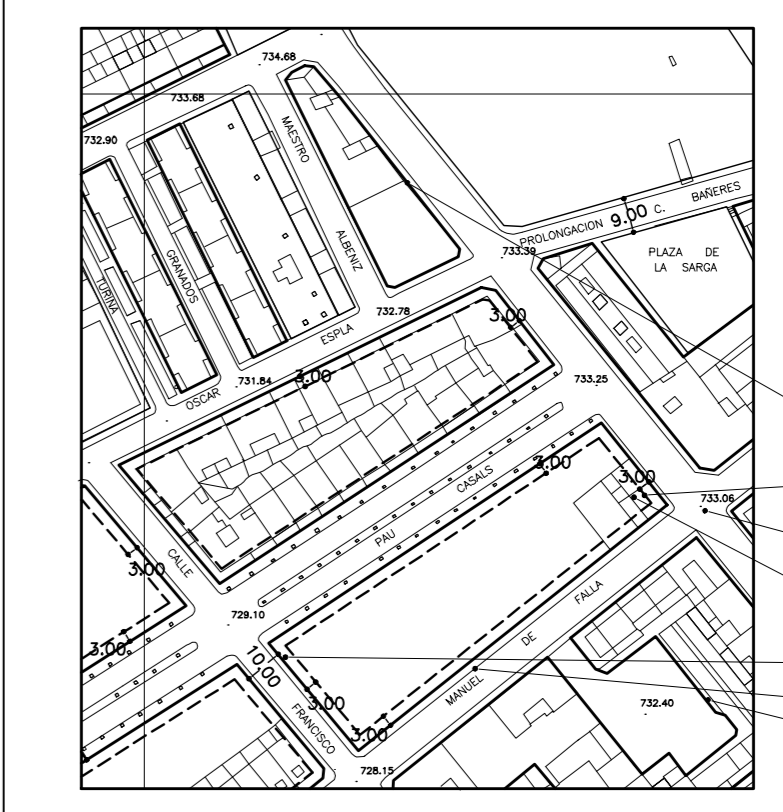 734.68
733.68
732.90
MAESTRO
ALBENIZ
GRANADOS
TURINA
PROLONGACION 9.00 C. BAÑERES
733.39
PLAZA DE
LA SARGA
732.78
3.00
ESPLA
731.84
3.00
OSCAR
733.25
3.00
3.00
CASALS
733.06
PAU
CALLE
3.00
729.10
FALLA
DE
3.00
10.00
MANUEL
3.00
732.40
FRANCISCO
3.00
728.15